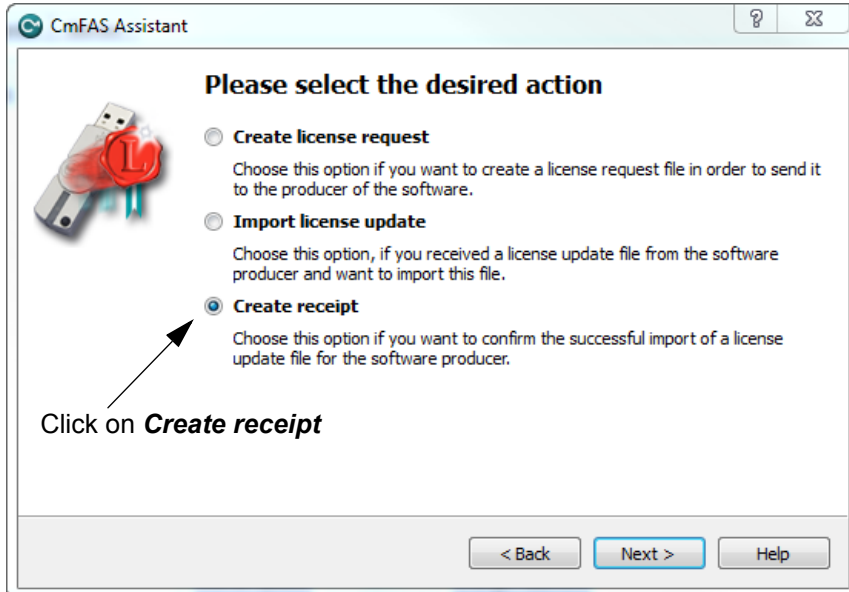 CmFAS Assistant
Please select the desired action
Create license request
Choose this option if you want to create a license request file in order to send it
to the producer of the software.
Import license update
Choose this option, if you received a license update file from the software
producer and want to import this file.
Create receipt
Choose this option if you want to confirm the successful import of a license
update file for the software producer.
Click on Create receipt
< Back Next > Help